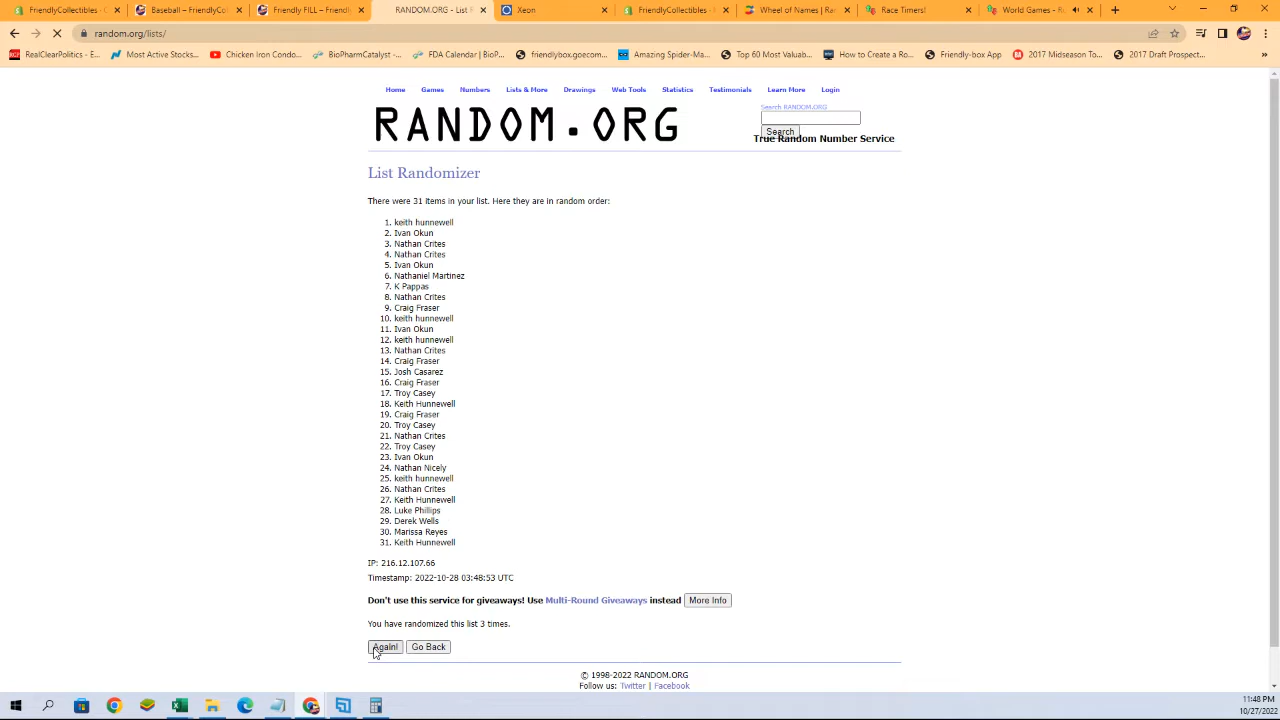 FriendlyCollectibles - S
Baseball – FriendlyCo
Friendly FILL – Friendly
RANDOM.ORG - List R
Xeon
FriendlyCollectibles -
Wheel of Names | Ra
Race Timers!
World Games - R
random.org/lists/
RealClearPolitics - E...
Most Active Stocks...
Chicken Iron Condo...
BioPharmCatalyst -...
FDA Calendar | BioP...
friendlybox.goecom...
Amazing Spider-Ma...
Top 60 Most Valuab...
How to Create a Ro...
Friendly-box App
2017 Midseason To...
2017 Draft Prospect...
Home Games Numbers Lists & More Drawings Web Tools Statistics Testimonials Learn More Login
RANDOM.ORG
Search RANDOM.ORG
Search
True Random Number Service
List Randomizer
There were 31 items in your list. Here they are in random order:
1. keith hunnewell
2. Ivan Okun
3. Nathan Crites
4. Nathan Crites
5. Ivan Okun
6. Nathaniel Martinez
7. K Pappas
8. Nathan Crites
9. Craig Fraser
10. keith hunnewell
11. Ivan Okun
12. keith hunnewell
13. Nathan Crites
14. Craig Fraser
15. Josh Casarez
16. Craig Fraser
17. Troy Casey
18. Keith Hunnewell
19. Craig Fraser
20. Troy Casey
21. Nathan Crites
22. Troy Casey
23. Ivan Okun
24. Nathan Nicely
25. keith hunnewell
26. Nathan Crites
27. Keith Hunnewell
28. Luke Phillips
29. Derek Wells
30. Marissa Reyes
31. Keith Hunnewell
IP: 216.12.107.66
Timestamp: 2022-10-28 03:48:53 UTC
Don't use this service for giveaways! Use Multi-Round Giveaways instead More Info
You have randomized this list 3 times.
Again! Go Back
© 1998-2022 RANDOM.ORG
Follow us: Twitter | Facebook
11:48 PM
10/27/2022